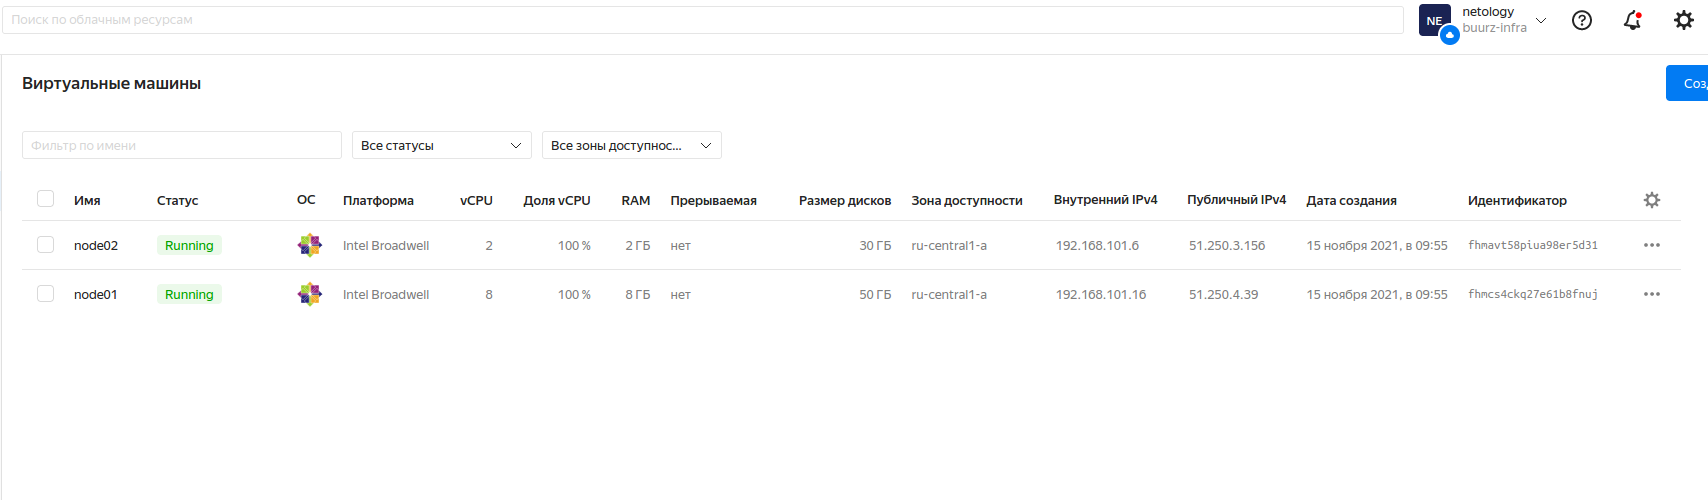 Поиск по облачным ресурсам
NE
netology
buurz-infra
Виртуальные машины
Соз
Фильтр по имени
Все статусы
Все зоны доступнос...
Имя Статус ОС Платформа vCPU Доля vCPU RAM Прерываемая Размер дисков Зона доступности Внутренний IPv4 Публичный IPv4 Дата создания Идентификатор
node02 Running Intel Broadwell 2 100 % 2 ГБ нет 30 ГБ ru-central1-a 192.168.101.6 51.250.3.156 15 ноября 2021, в 09:55 fhmavt58piua98er5d31
node01 Running Intel Broadwell 8 100 % 8 ГБ нет 50 ГБ ru-central1-a 192.168.101.16 51.250.4.39 15 ноября 2021, в 09:55 fhmcs4ckq27e61b8fnuj